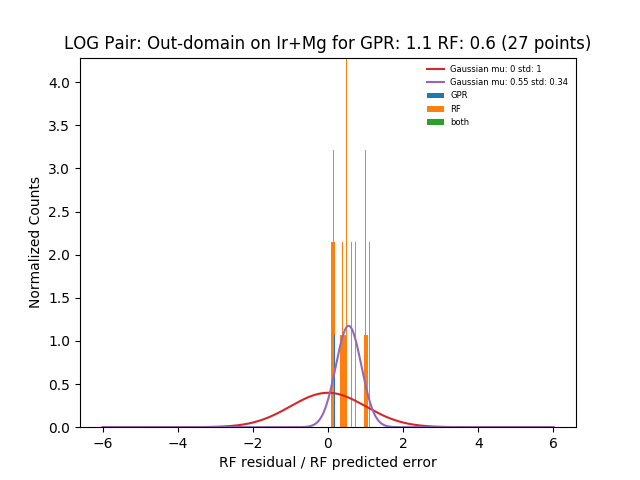 LOG Pair: Out-domain on Ir+Mg for GPR: 1.1 RF: 0.6 (27 points)
Gaussian mu: 0 std: 1
Gaussian mu: 0.55 std: 0.34
GPR
RF
both
Normalized Counts
4.0
3.5
3.0
2.5
2.0
1.5
1.0
0.5
0.0
−6
−4
−2
0
2
4
6
RF residual / RF predicted error